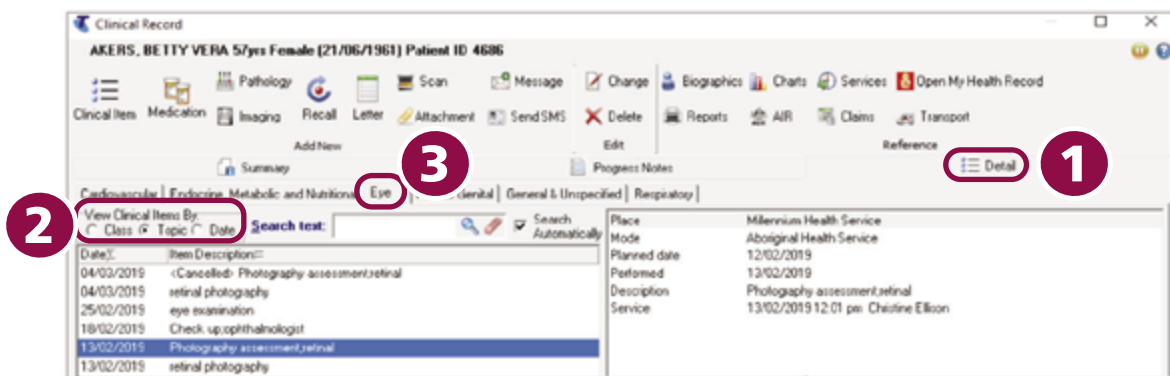 Clinical Record
AKERS, BETTY VERA 57yrs Female (21/06/1961) Patient ID 4686
Pathology Scan Message Change Biographics Charts Services Open My Health Record
Clinical Item Medication Imaging Recall Letter Attachment Send SMS Delete Reports AIR Claims Transport
Add New Edit Reference
3
1
Summary Progress Notes Detail
Cardiovascular Endocrine, Metabolic and Nutritional Eye General & Unspecified Respiratory
2
View Clinical Items By:
Class Topic Date Search text: Search Automatically
Date Item Description
04/03/2019 <Cancelled> Photography assessment;retinal
04/03/2019 retinal photography
25/02/2019 eye examination
18/02/2019 Check up;ophthalnologist
13/02/2019 Photography assessment;retinal
13/02/2019 retinal photography
Place Millennium Health Service
Mode Aboriginal Health Service
Planned date 12/02/2019
Performed 13/02/2019
Description Photography assessment;retinal
Service 13/02/2019 12:01 pm Christine Ellison